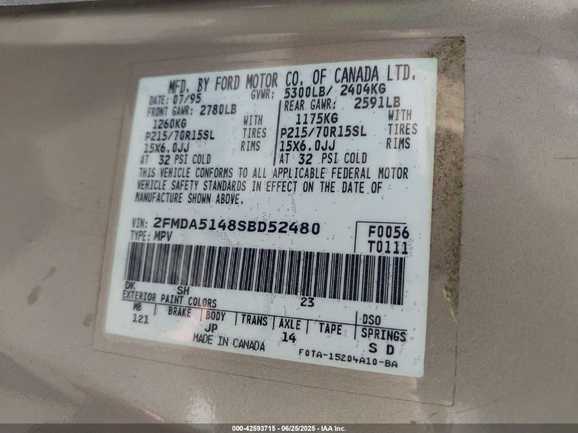 MFD. BY FORD MOTOR CO. OF CANADA LTD.
DATE: 07/95 GVWR: 5300LB/ 2404KG
FRONT GAWR: 2780LB REAR GAWR: 2591LB
1260KG WITH 1175KG WITH
P215/70R15SL TIRES P215/70R15SL TIRES
15X6.0JJ RIMS 15X6.0JJ RIMS
AT 32 PSI COLD AT 32 PSI COLD
THIS VEHICLE CONFORMS TO ALL APPLICABLE FEDERAL MOTOR
VEHICLE SAFETY STANDARDS IN EFFECT ON THE DATE OF
MANUFACTURE SHOWN ABOVE.
VIN: 2FMDA5148SBD52480 F0056
TYPE: MPV T0111
DK SH 23
EXTERIOR PAINT COLORS DSO
WB BRAKE BODY TRANS AXLE TAPE SPRINGS
121 JP 14 S D
MADE IN CANADA F0TA-15204A10-BA
000-42593715 - 06/25/2025 - IAAI.COM